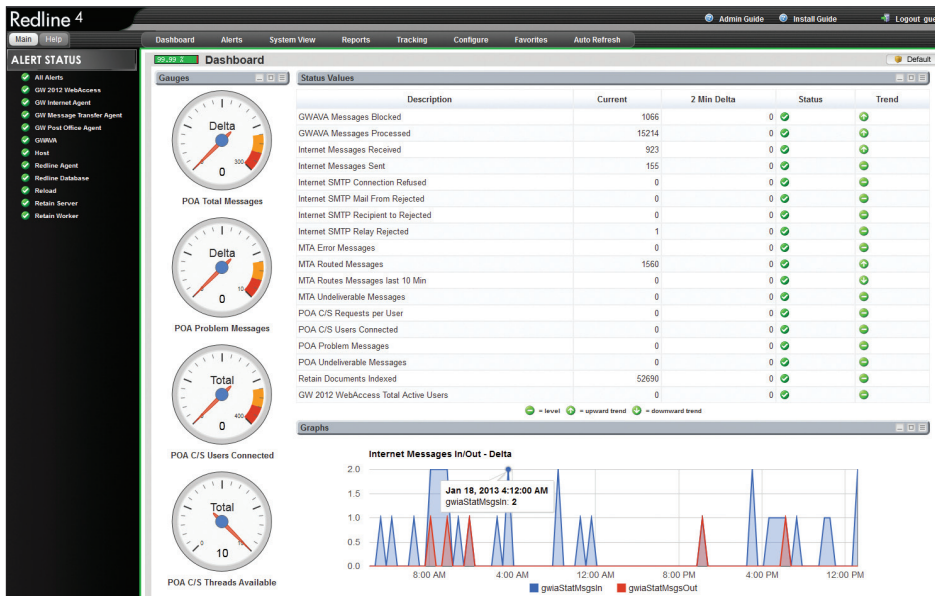 Redline 4
Admin Guide Install Guide Logout gue
Main Help Dashboard Alerts System View Reports Tracking Configure Favorites Auto Refresh
ALERT STATUS
All Alerts
GW 2012 WebAccess
GW Internet Agent
GW Message Transfer Agent
GW Post Office Agent
GWAVA
Host
Redline Agent
Redline Database
Reload
Retain Server
Retain Worker
99.99 % Dashboard Default
Gauges
Delta
300
0
POA Total Messages
Delta
10
0
POA Problem Messages
Total
400
0
POA C/S Users Connected
Total
0
10
POA C/S Threads Available
Status Values
Description Current 2 Min Delta Status Trend
GWAVA Messages Blocked 1066 0
GWAVA Messages Processed 15214 0
Internet Messages Received 923 0
Internet Messages Sent 155 0
Internet SMTP Connection Refused 0 0
Internet SMTP Mail From Rejected 0 0
Internet SMTP Recipient to Rejected 0 0
Internet SMTP Relay Rejected 1 0
MTA Error Messages 0 0
MTA Routed Messages 1560 0
MTA Routes Messages last 10 Min 0 0
MTA Undeliverable Messages 0 0
POA C/S Requests per User 0 0
POA C/S Users Connected 0 0
POA Problem Messages 0 0
POA Undeliverable Messages 0 0
Retain Documents Indexed 52690 0
GW 2012 WebAccess Total Active Users 0 0
= level = upward trend = downward trend
Graphs
Internet Messages In/Out - Delta
2.0
1.5
1.0
0.5
0.0
Jan 18, 2013 4:12:00 AM
gwiaStatMsgsIn: 2
8:00 AM 4:00 AM 12:00 AM 8:00 PM 4:00 PM 12:00 PM
gwiaStatMsgsIn gwiaStatMsgsOut